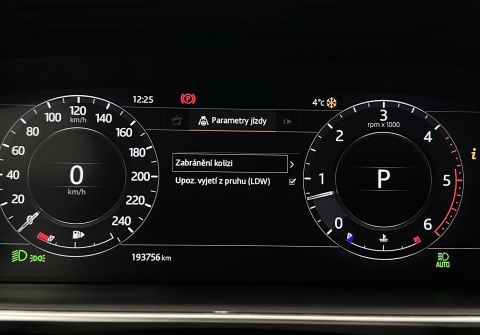 12:25
4°C
Parametry jízdy
Zabránění kolizi
Upoz. vyjetí z pruhu (LDW)
0 20 40 60 80 100 120 140 160 180 200 220 240
km/h
0
km/h
0 1 2 3 4 5 6
rpm x 1000
P
193756 km
AUTO